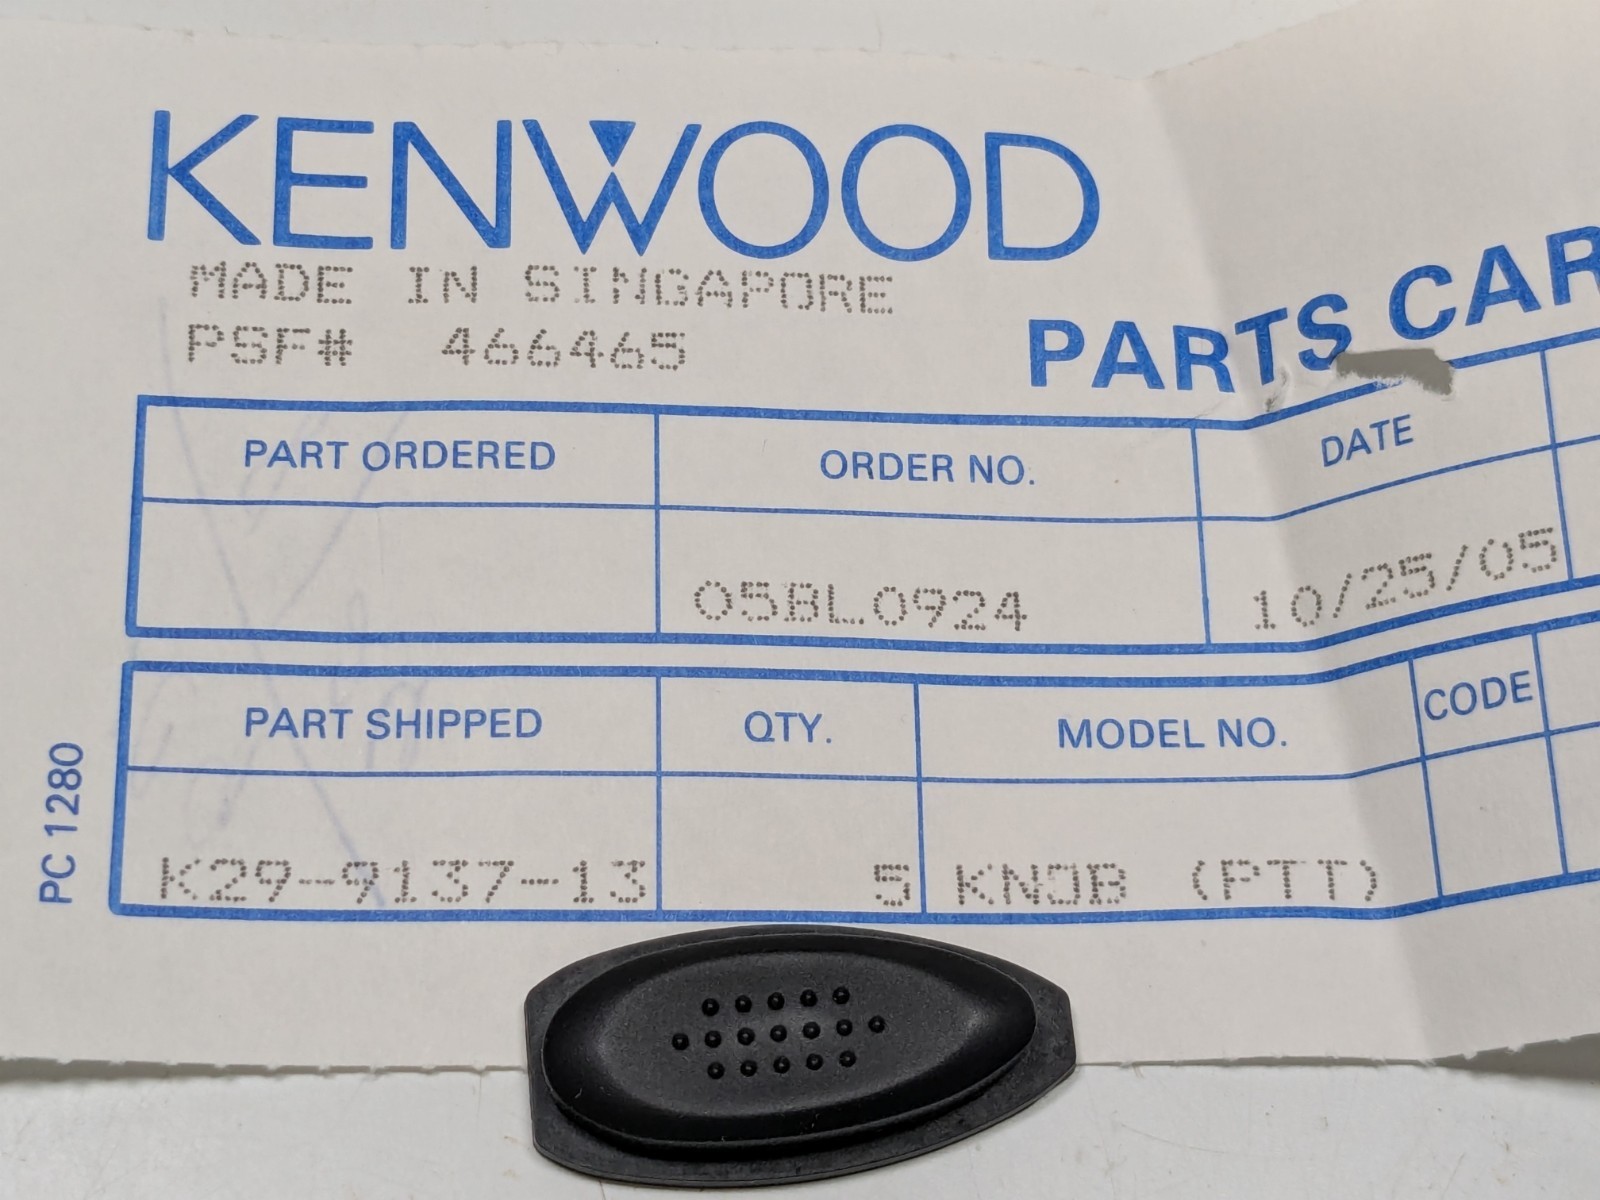 KENWOOD
MADE IN SINGAPORE
PSF# 466465
PARTS CAR
PART ORDERED ORDER NO. DATE
05BL0924 10/25/05
PART SHIPPED QTY. MODEL NO. CODE
K29-9137-13 5 KNOB (PTT)
PC 1280